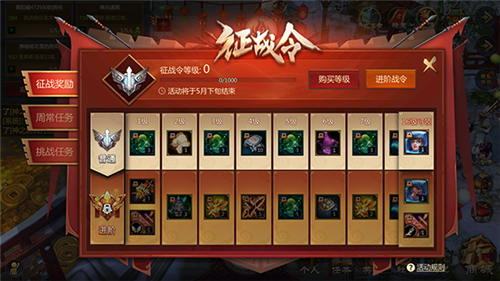 征战令
征战令等级: 0
0/1000
活动将于5月下旬结束
购买等级
进阶战令
征战奖励
周常任务
挑战任务
1级
2级
3级
4级
5级
6级
7级
普通
进阶
个人
活动规则